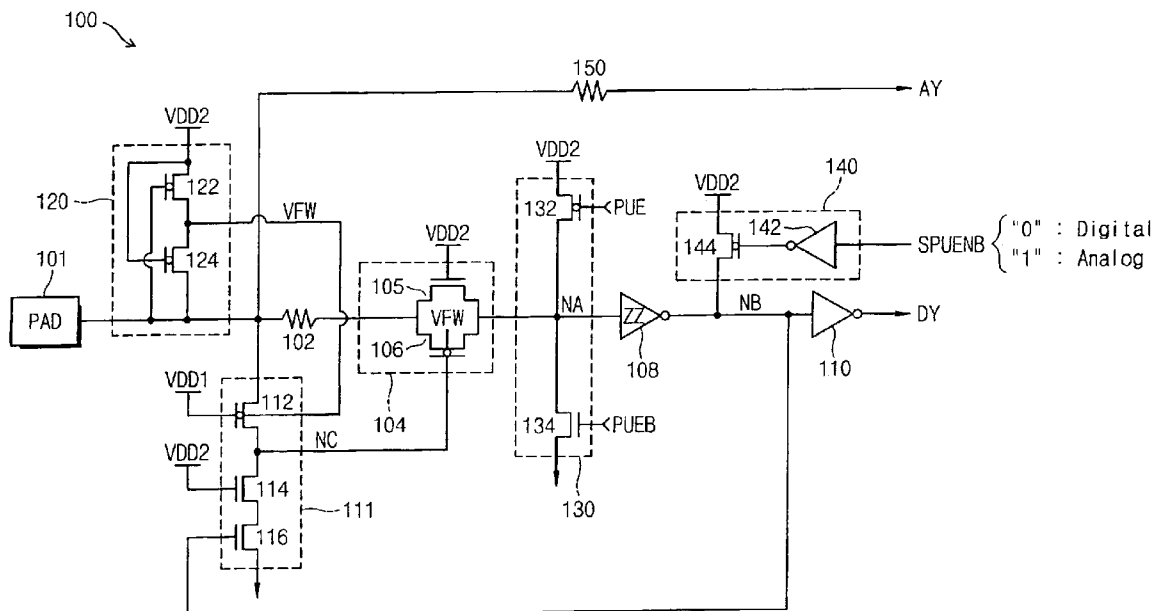 100
150
AY
VDD2
120
122
VFW
124
101
PAD
102
VDD2
105
VFW
106
104
VDD2
132
PUE
NA
134
PUEB
130
ZZ
108
VDD2
140
142
144
SPUENB { "0" : Digital
"1" : Analog
NB
DY
110
VDD1
112
NC
VDD2
114
116
111